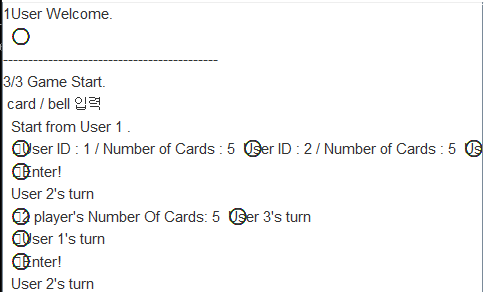 1User Welcome.
------------------------------------------
3/3 Game Start.
card / bell 입력
Start from User 1 .
User ID : 1 / Number of Cards : 5 User ID : 2 / Number of Cards : 5 Us
Enter!
User 2's turn
2 player's Number Of Cards: 5 User 3's turn
User 1's turn
Enter!
User 2's turn